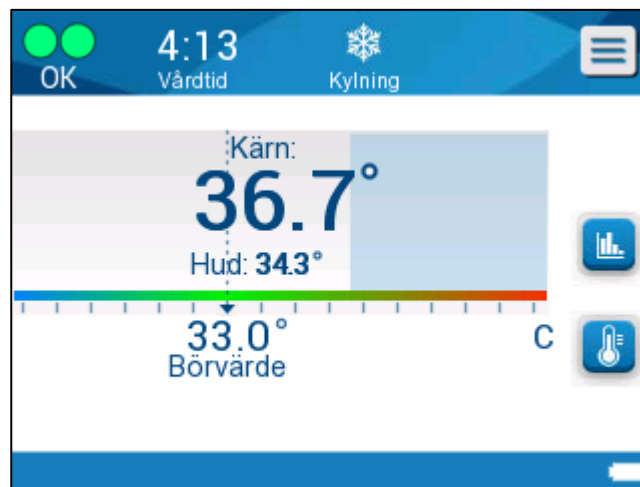 4:13
OK
Vårdtid
Kylning
Kärn:
36.7°
Hud: 34.3°
33.0°
C
Börvärde